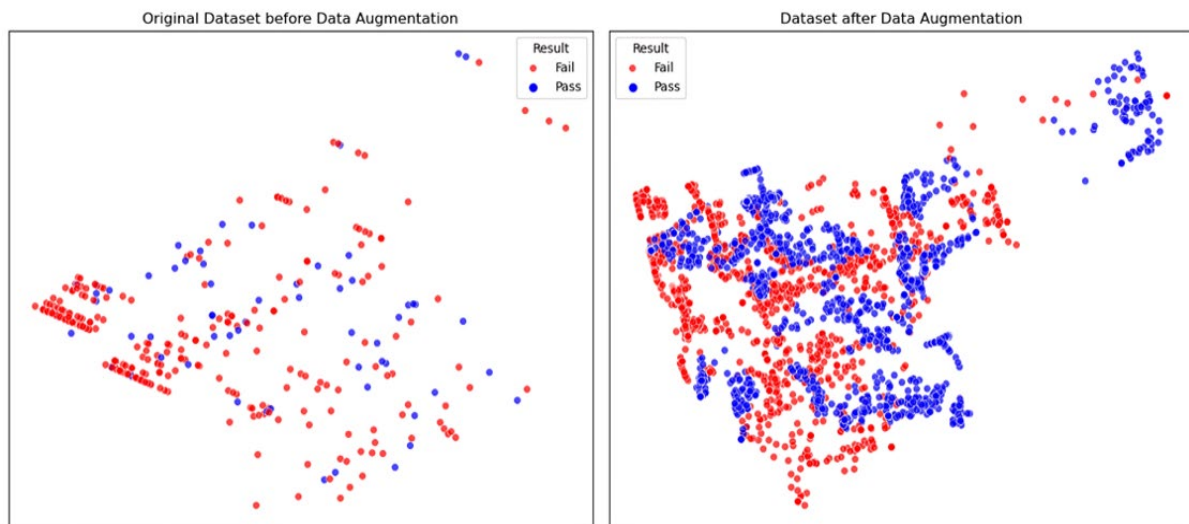 Original Dataset before Data Augmentation
Result
Fail
Pass
Dataset after Data Augmentation
Result
Fail
Pass